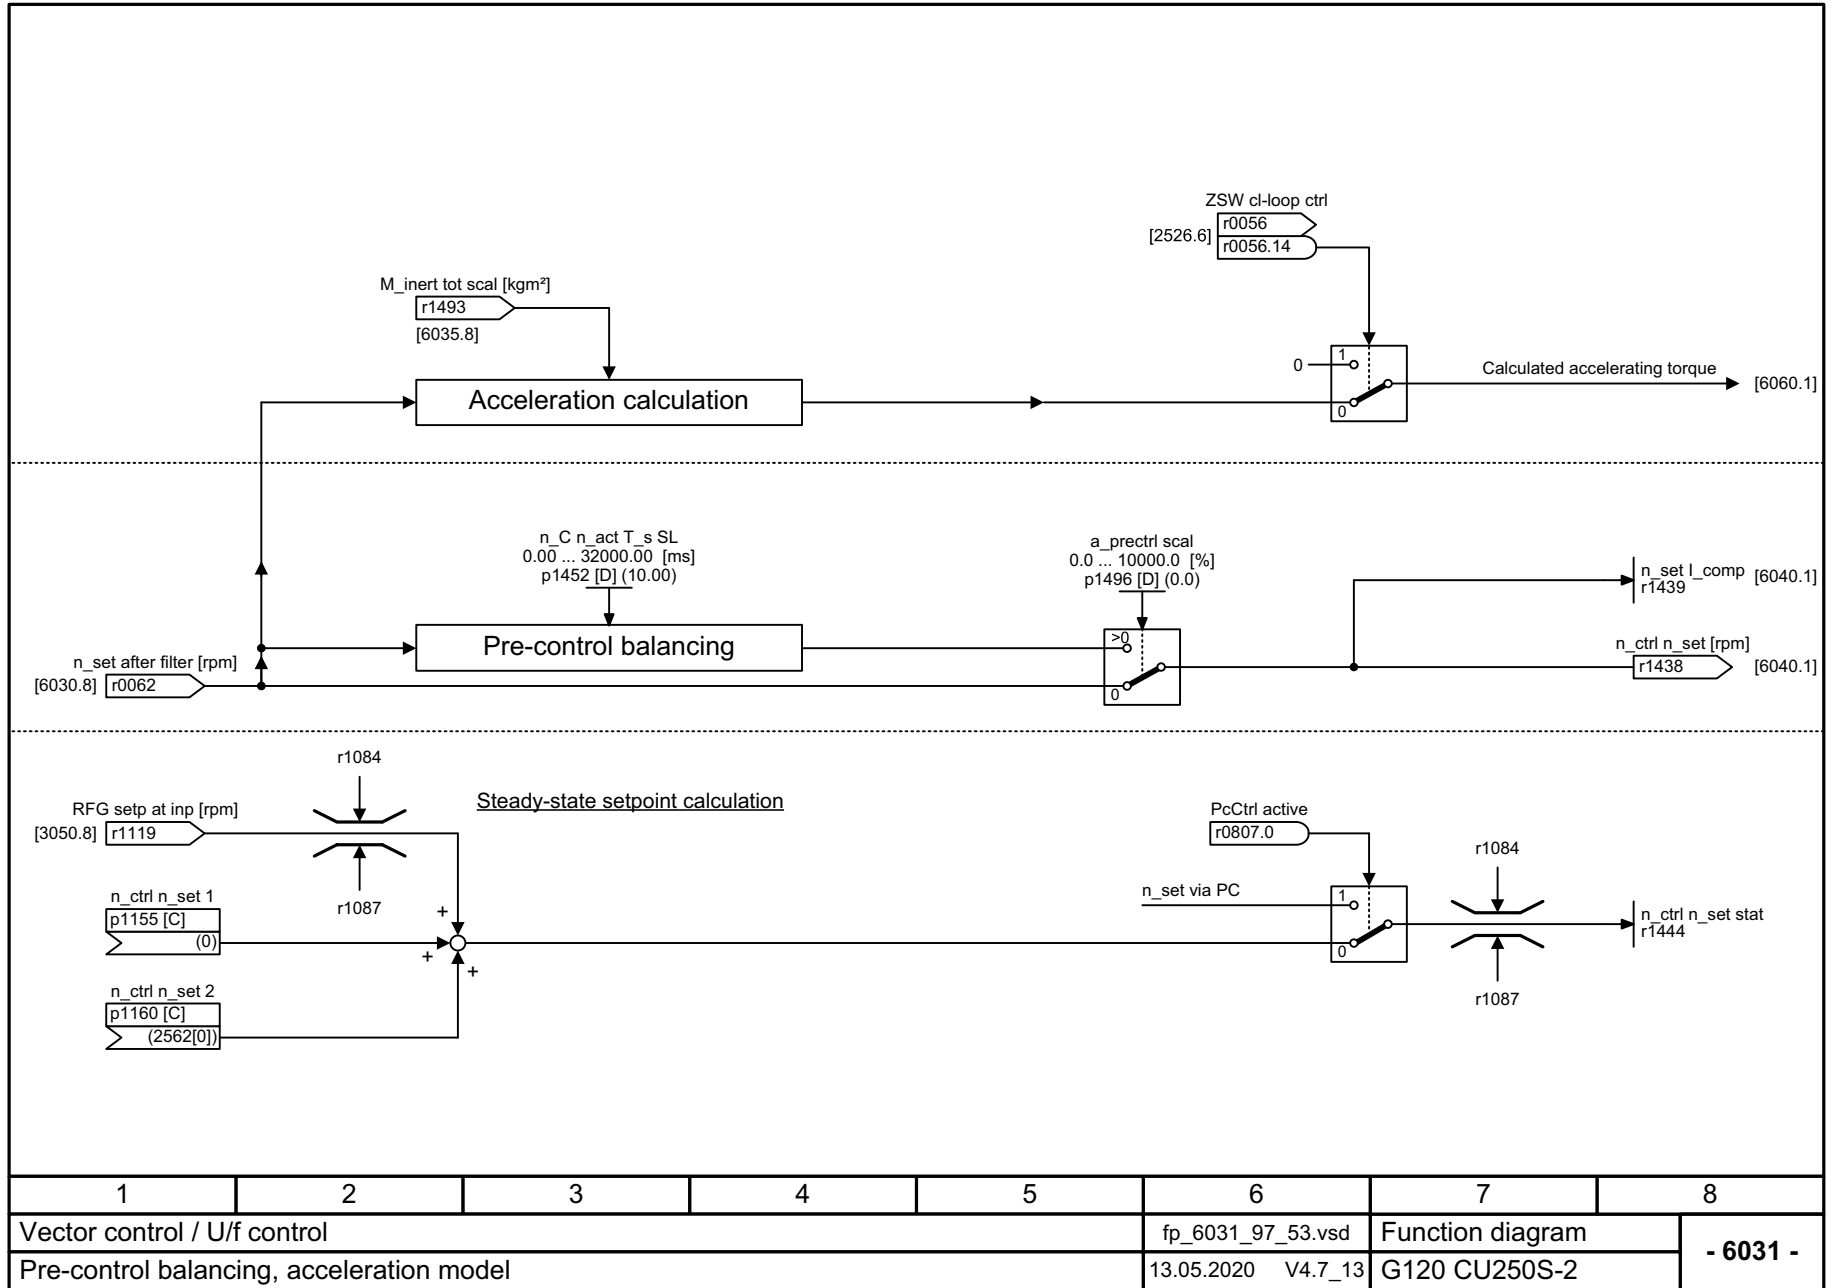 ZSW cl-loop ctrl
r0056
[2526.6]
r0056.14
M_inert tot scal [kgm²]
r1493
[6035.8]
0
1
0
Calculated accelerating torque
[6060.1]
Acceleration calculation
n_C n_act T_s SL
0.00 ... 32000.00 [ms]
p1452 [D] (10.00)
a_prectrl scal
0.0 ... 10000.0 [%]
p1496 [D] (0.0)
n_set I_comp
r1439
[6040.1]
Pre-control balancing
>0
0
n_set after filter [rpm]
[6030.8]
r0062
n_ctrl n_set [rpm]
r1438
[6040.1]
r1084
Steady-state setpoint calculation
RFG setp at inp [rpm]
[3050.8]
r1119
r1087
PcCtrl active
r0807.0
r1084
n_ctrl n_set 1
p1155 [C]
(0)
+
+
+
n_set via PC
1
0
n_ctrl n_set stat
r1444
r1087
n_ctrl n_set 2
p1160 [C]
(2562[0])
1 2 3 4 5 6 7 8
Vector control / U/f control
fp_6031_97_53.vsd
Function diagram
- 6031 -
Pre-control balancing, acceleration model
13.05.2020 V4.7_13
G120 CU250S-2